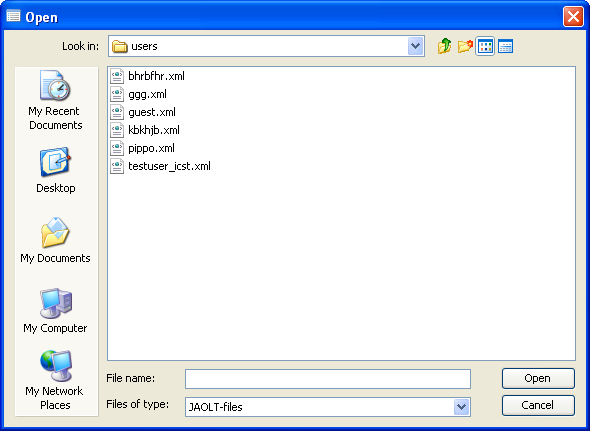 Open
Look in:
users
My Recent
Documents
Desktop
My Documents
My Computer
My Network
Places
bhrbfhr.xml
ggg.xml
guest.xml
kbkhjb.xml
pippo.xml
testuser_icst.xml
File name:
Open
Files of type:
JAOLT-files
Cancel